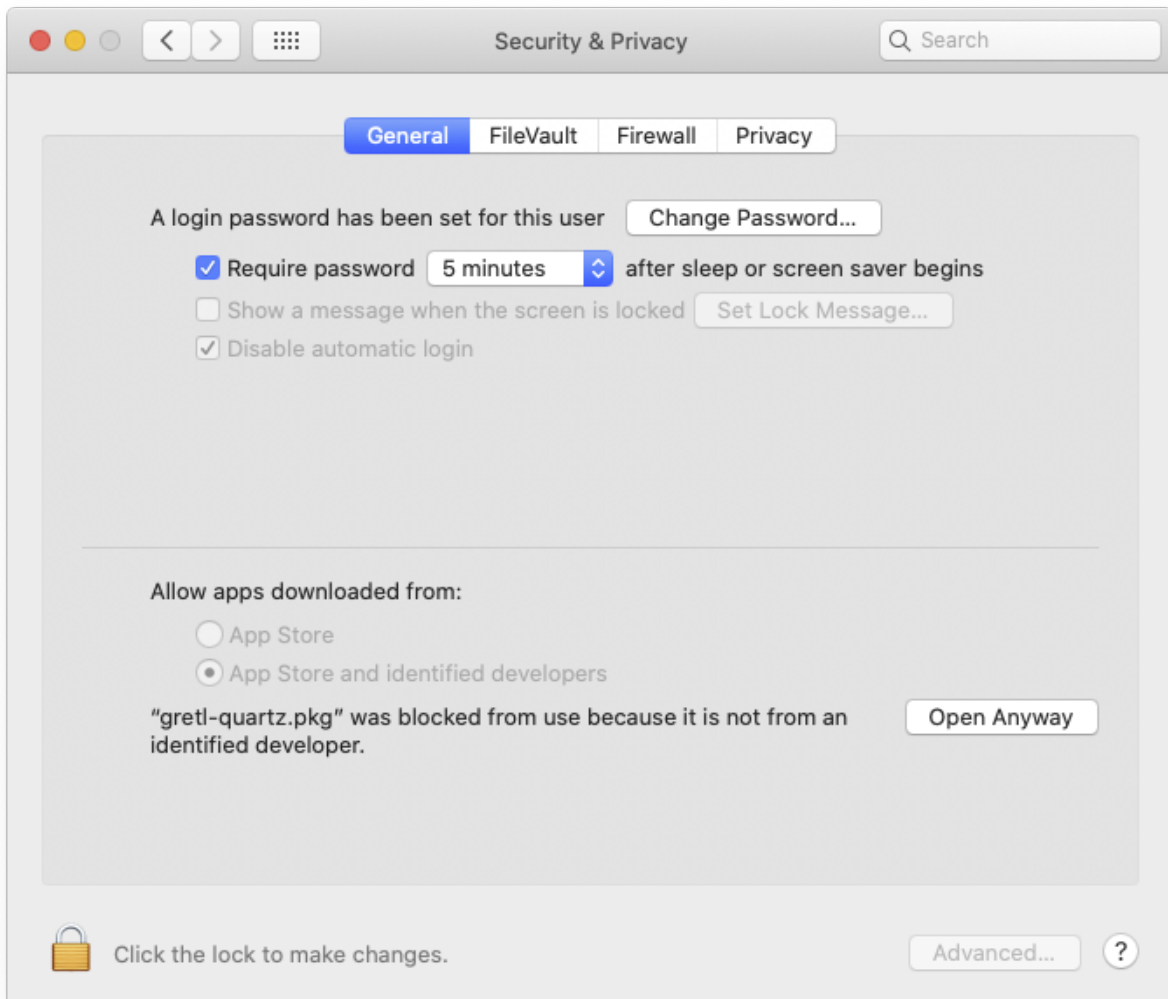 Security & Privacy
Search
General FileVault Firewall Privacy
A login password has been set for this user Change Password...
Require password 5 minutes after sleep or screen saver begins
Show a message when the screen is locked Set Lock Message...
Disable automatic login
Allow apps downloaded from:
App Store
App Store and identified developers
“gretl-quartz.pkg” was blocked from use because it is not from an
identified developer.
Open Anyway
Click the lock to make changes.
Advanced...
?